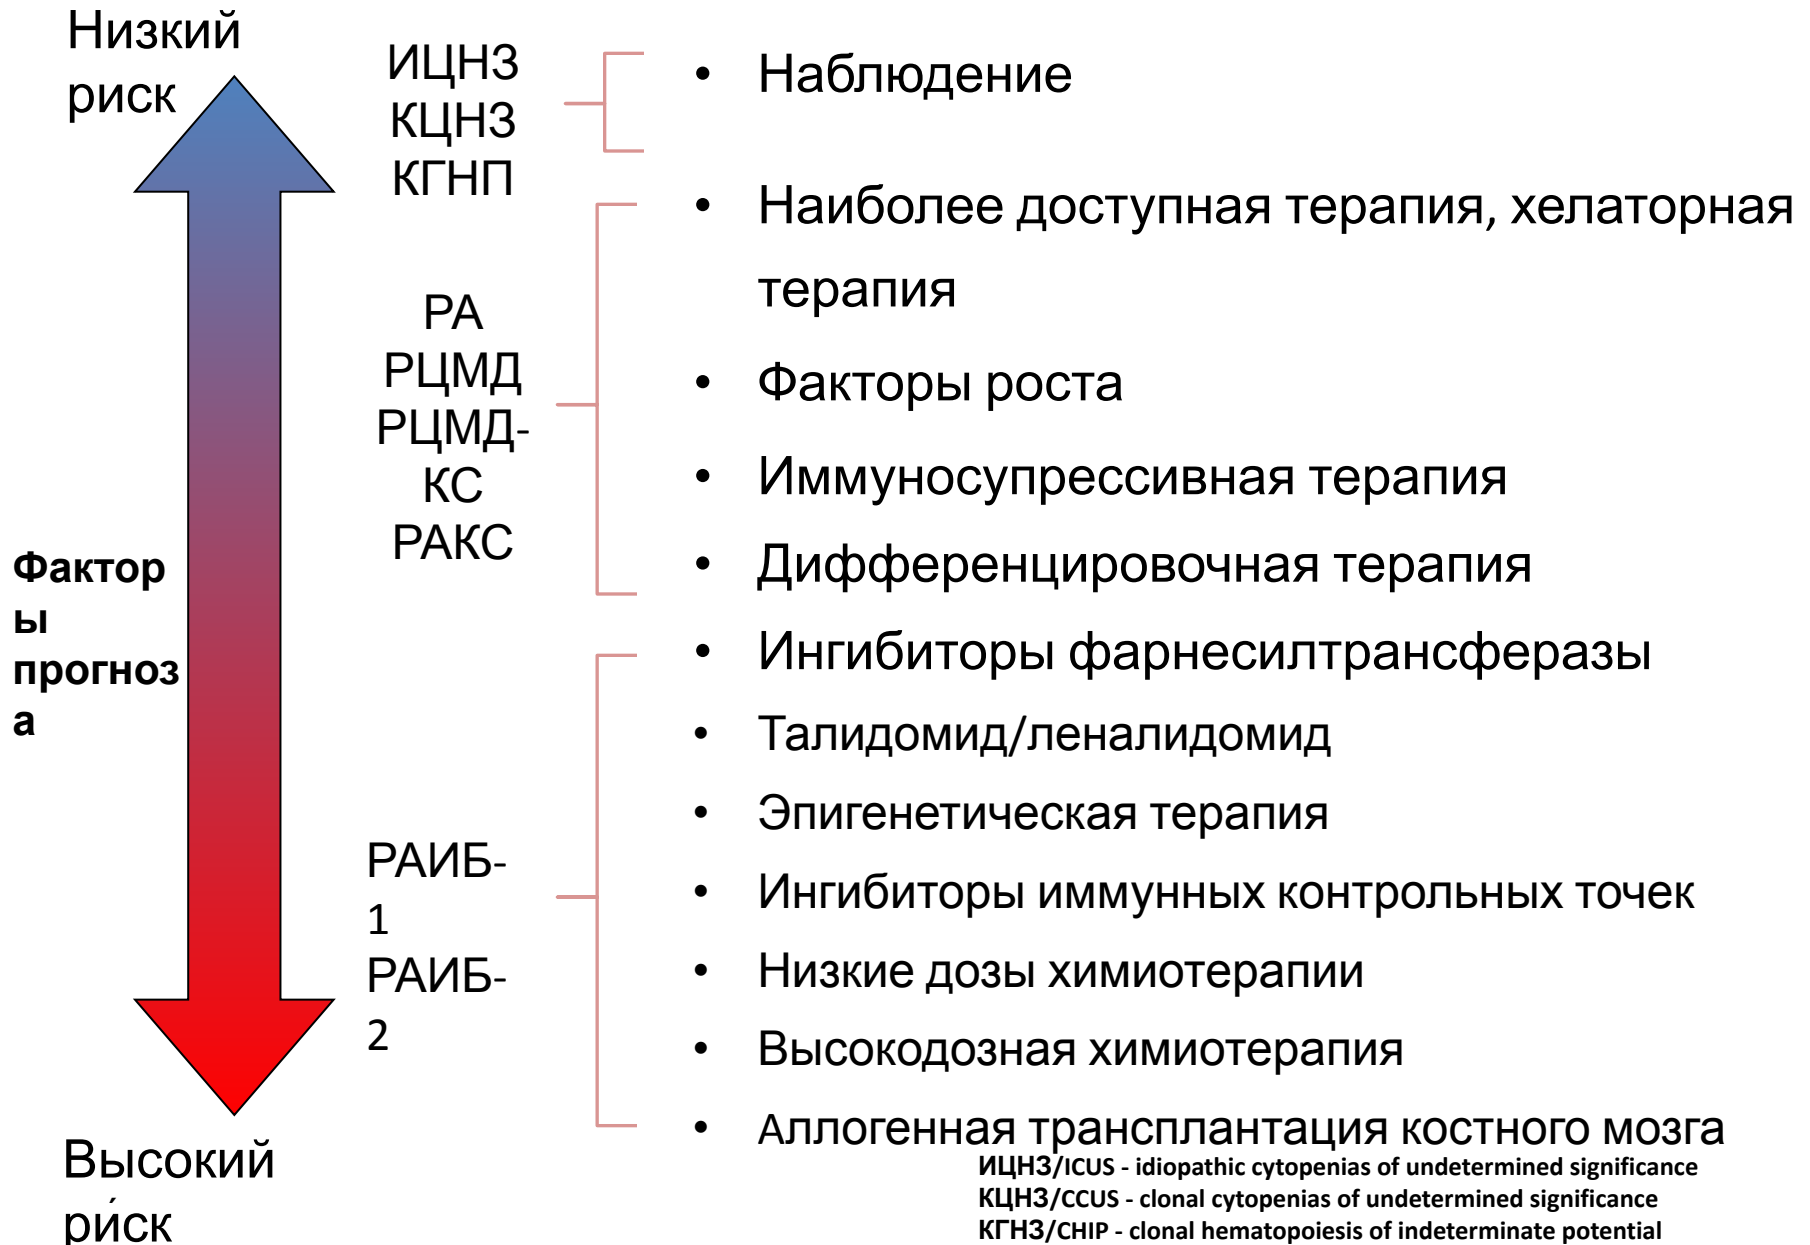 Низкий
риск
ИЦНЗ
КЦНЗ
КГНП
• Наблюдение
• Наиболее доступная терапия, хелаторная
терапия
РА
РЦМД
РЦМД-
КС
РАКС
• Факторы роста
• Иммуносупрессивная терапия
• Дифференцировочная терапия
Фактор
ы
прогноз
а
• Ингибиторы фарнесилтрансферазы
• Талидомид/леналидомид
• Эпигенетическая терапия
РАИБ-
1
РАИБ-
2
• Ингибиторы иммунных контрольных точек
• Низкие дозы химиотерапии
• Высокодозная химиотерапия
• Аллогенная трансплантация костного мозга
Высокий
ри́ск
ИЦНЗ/ICUS - idiopathic cytopenias of undetermined significance
КЦНЗ/CCUS - clonal cytopenias of undetermined significance
КГНЗ/CHIP - clonal hematopoiesis of indeterminate potential